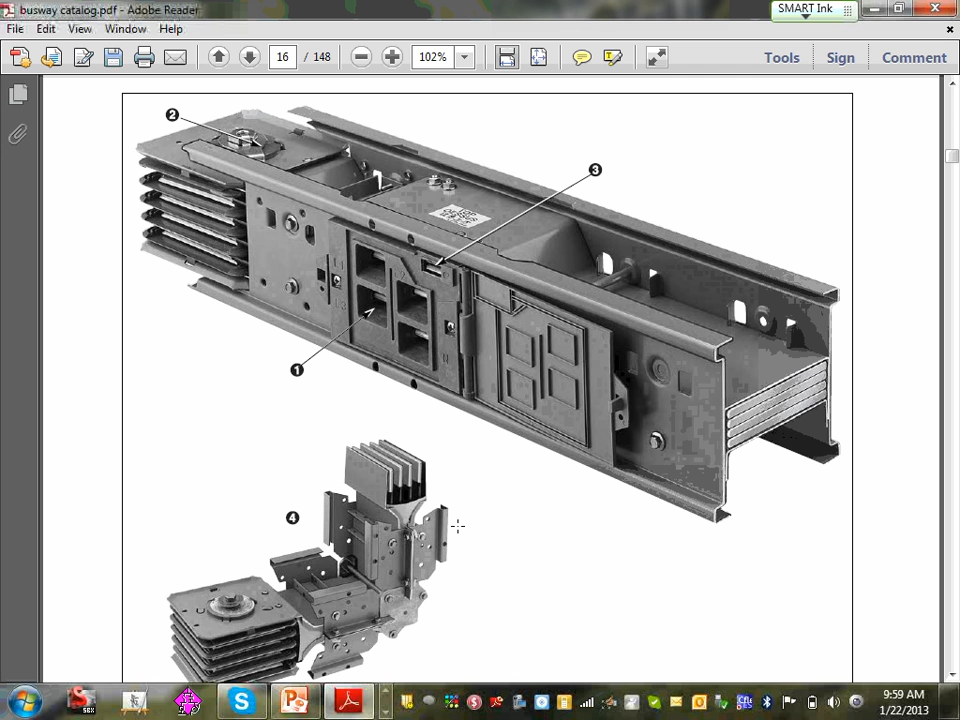 busway catalog.pdf - Adobe Reader
SMART Ink
File Edit View Window Help
16 / 148
102%
Tools Sign Comment
2
3
1
4
9:59 AM
1/22/2013